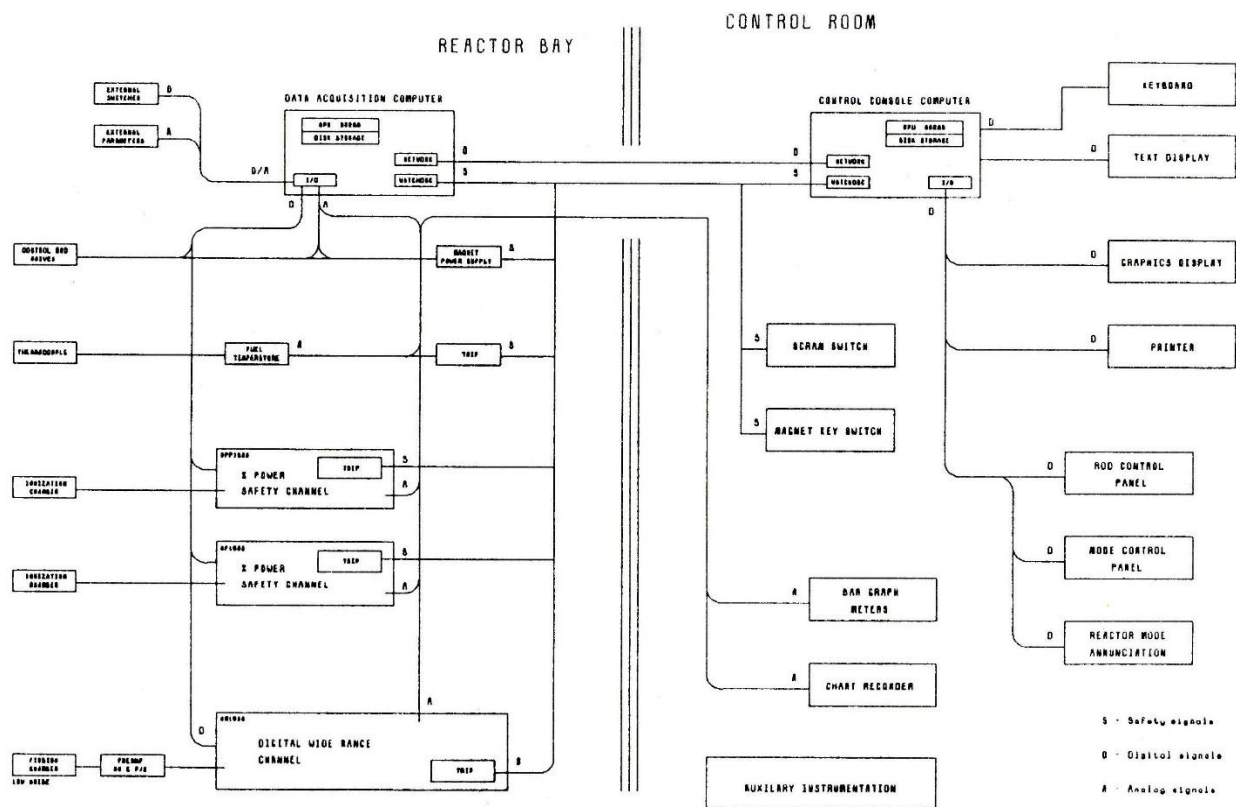 CONTROL ROOM
REACTOR BAY
EXTERNAL
SWITCHES
D
EXTERNAL
PARAMETERS
A
D/A
DATA ACQUISITION COMPUTER
CPU
DISK STORAGE
NETWORK
D
WATCHDOG
S
I/O
D
A
CONTROL CONSOLE COMPUTER
CPU
DISK STORAGE
D
NETWORK
S
WATCHDOG
I/O
D
D
KEYBOARD
D
TEXT DISPLAY
CONTROL ROD
DRIVES
MAGNET
POWER SUPPLY
S
D
GRAPHICS DISPLAY
THERMOCOUPLE
FUEL
TEMPERATURE
A
TRIP
S
S
SCRAM SWITCH
D
PRINTER
S
MAGNET KEY SWITCH
% POWER
SAFETY CHANNEL
TRIP
S
A
IONIZATION
CHAMBER
D
ROD CONTROL
PANEL
% POWER
SAFETY CHANNEL
TRIP
S
A
IONIZATION
CHAMBER
D
MODE CONTROL
PANEL
A
BAR GRAPH
METERS
D
REACTOR MODE
ANNUNCIATION
A
CHART RECORDER
A
D
DIGITAL WIDE RANGE
CHANNEL
TRIP
S
FISSION
CHAMBER
LOW NOISE
PREAMP
AUXILARY INSTRUMENTATION
S - Safety signals
D - Digital signals
A - Analog signals